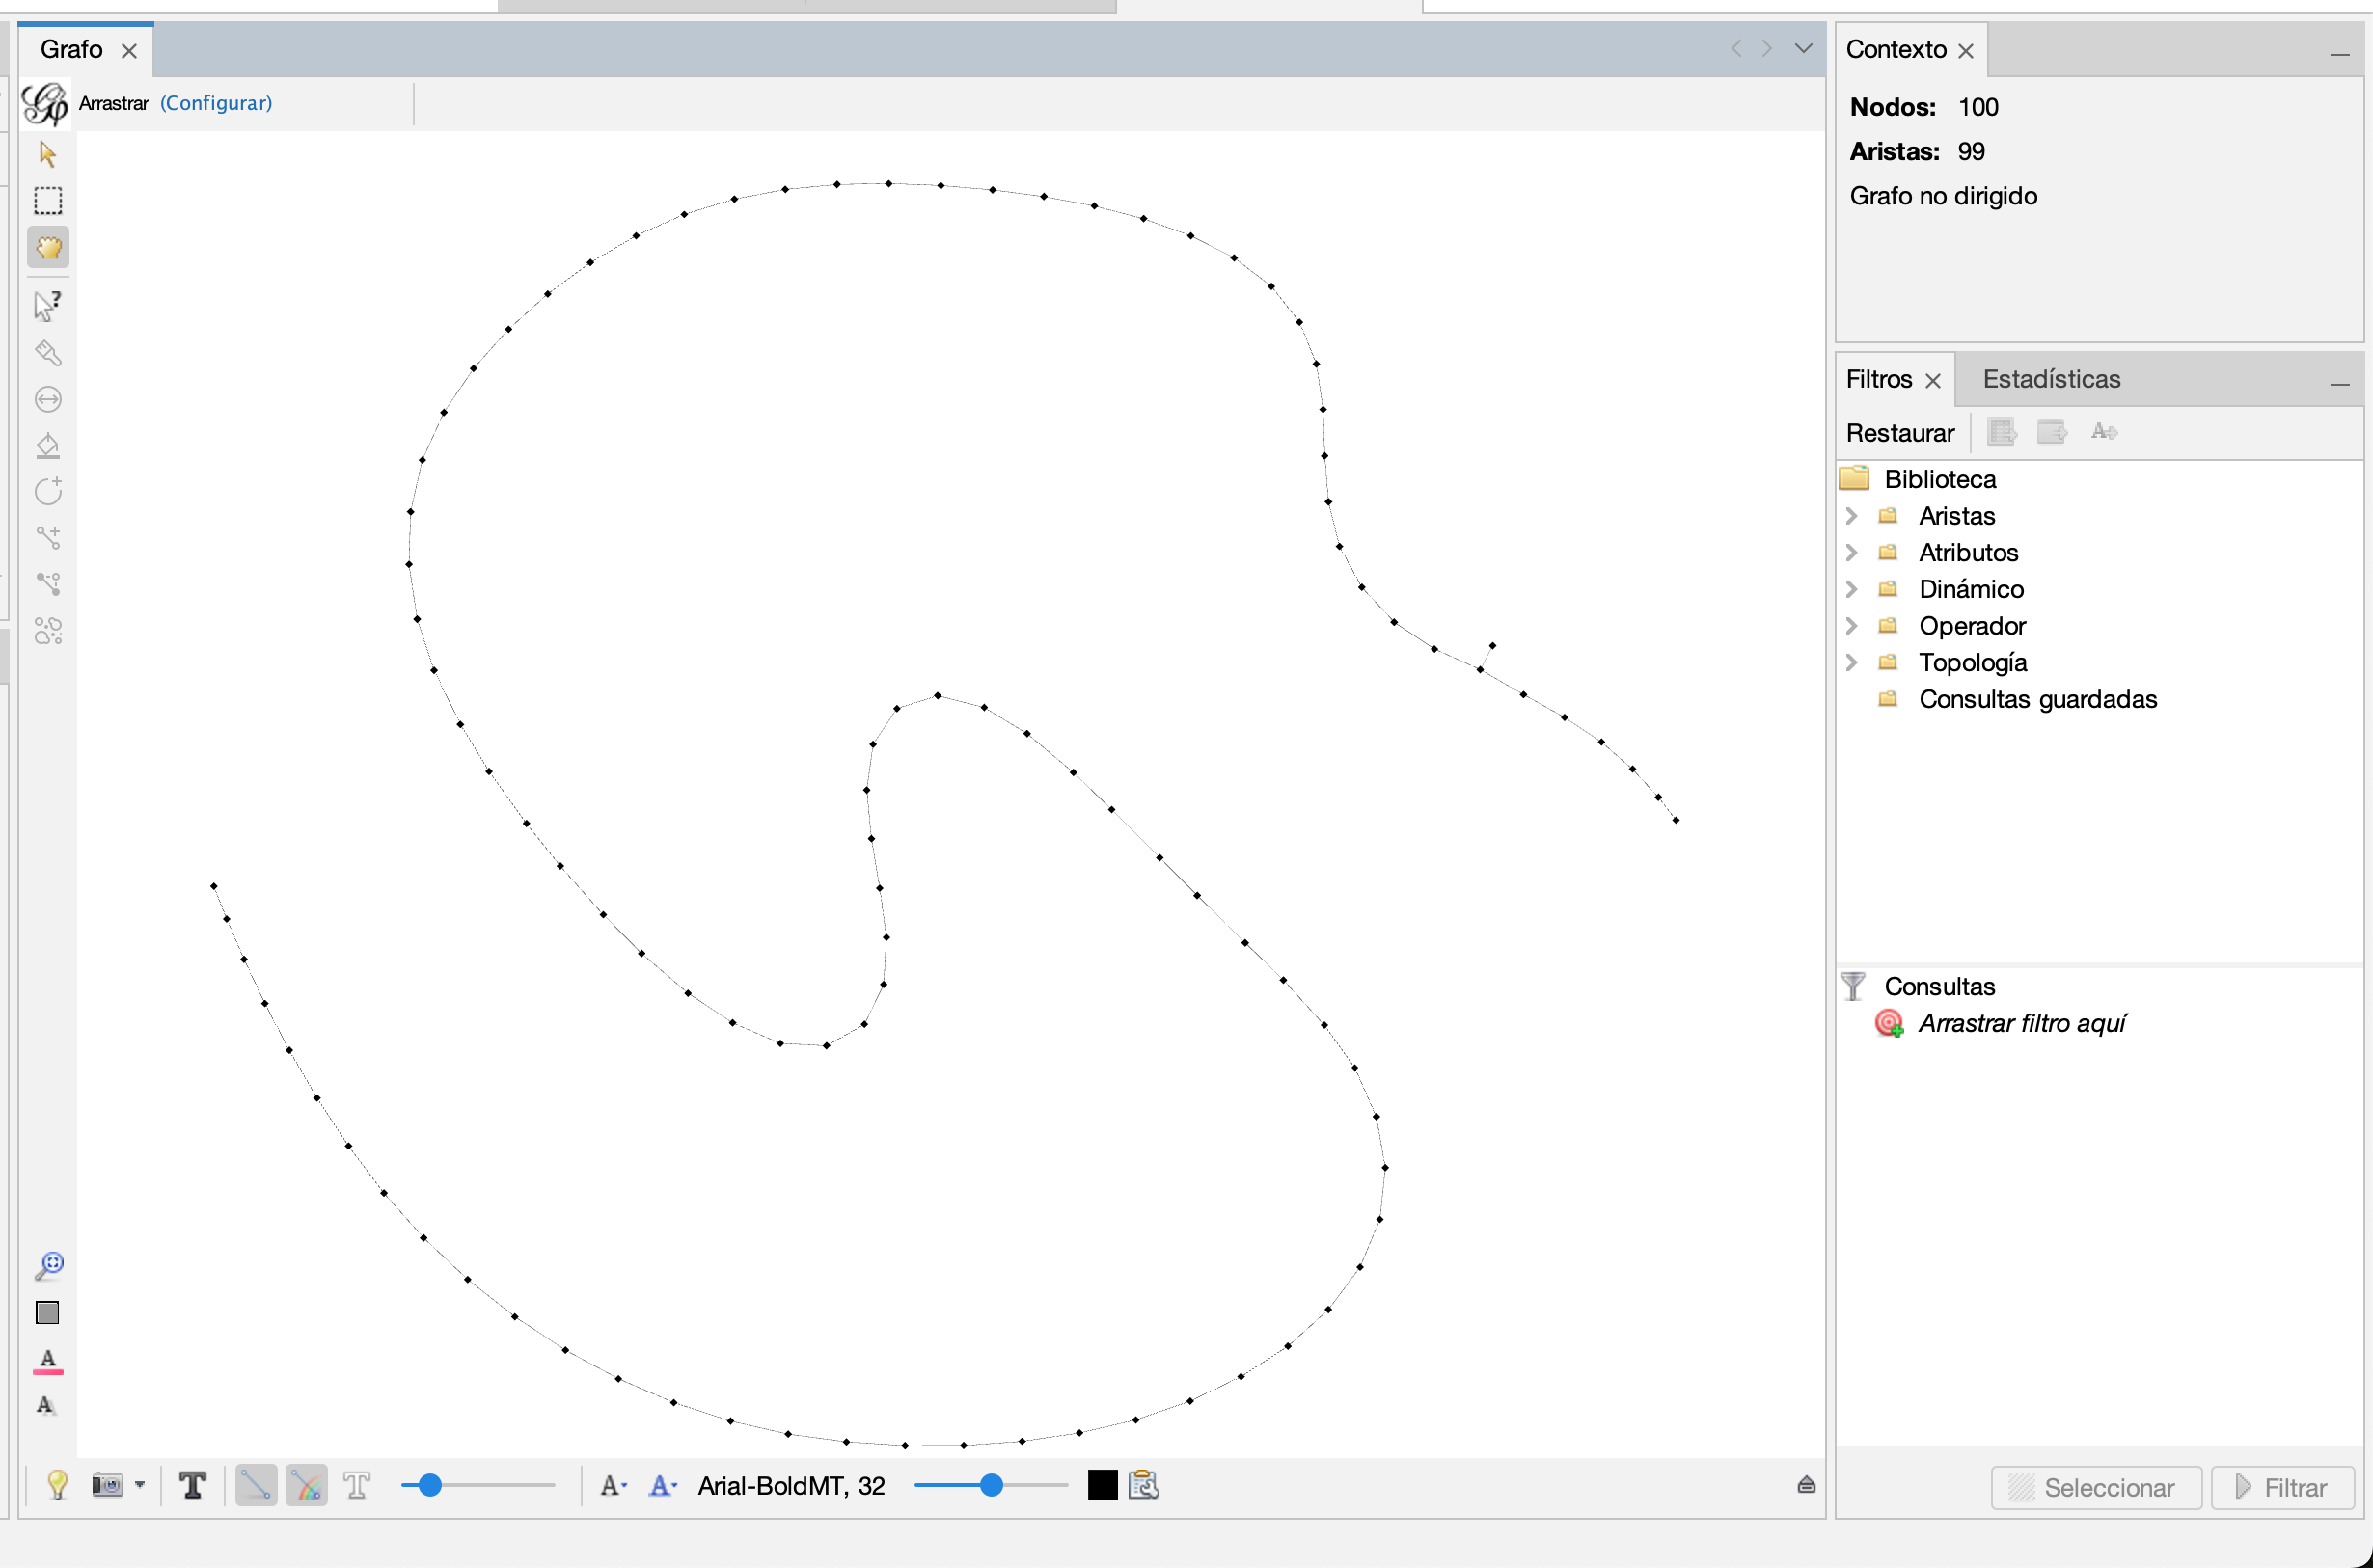 Grafo
Arrastrar (Configurar)
Arial-BoldMT, 32
Contexto
Nodos: 100
Aristas: 99
Grafo no dirigido
Filtros Estadísticas
Restaurar
Biblioteca
Aristas
Atributos
Dinámico
Operador
Topología
Consultas guardadas
Consultas
Arrastrar filtro aquí
Seleccionar Filtrar